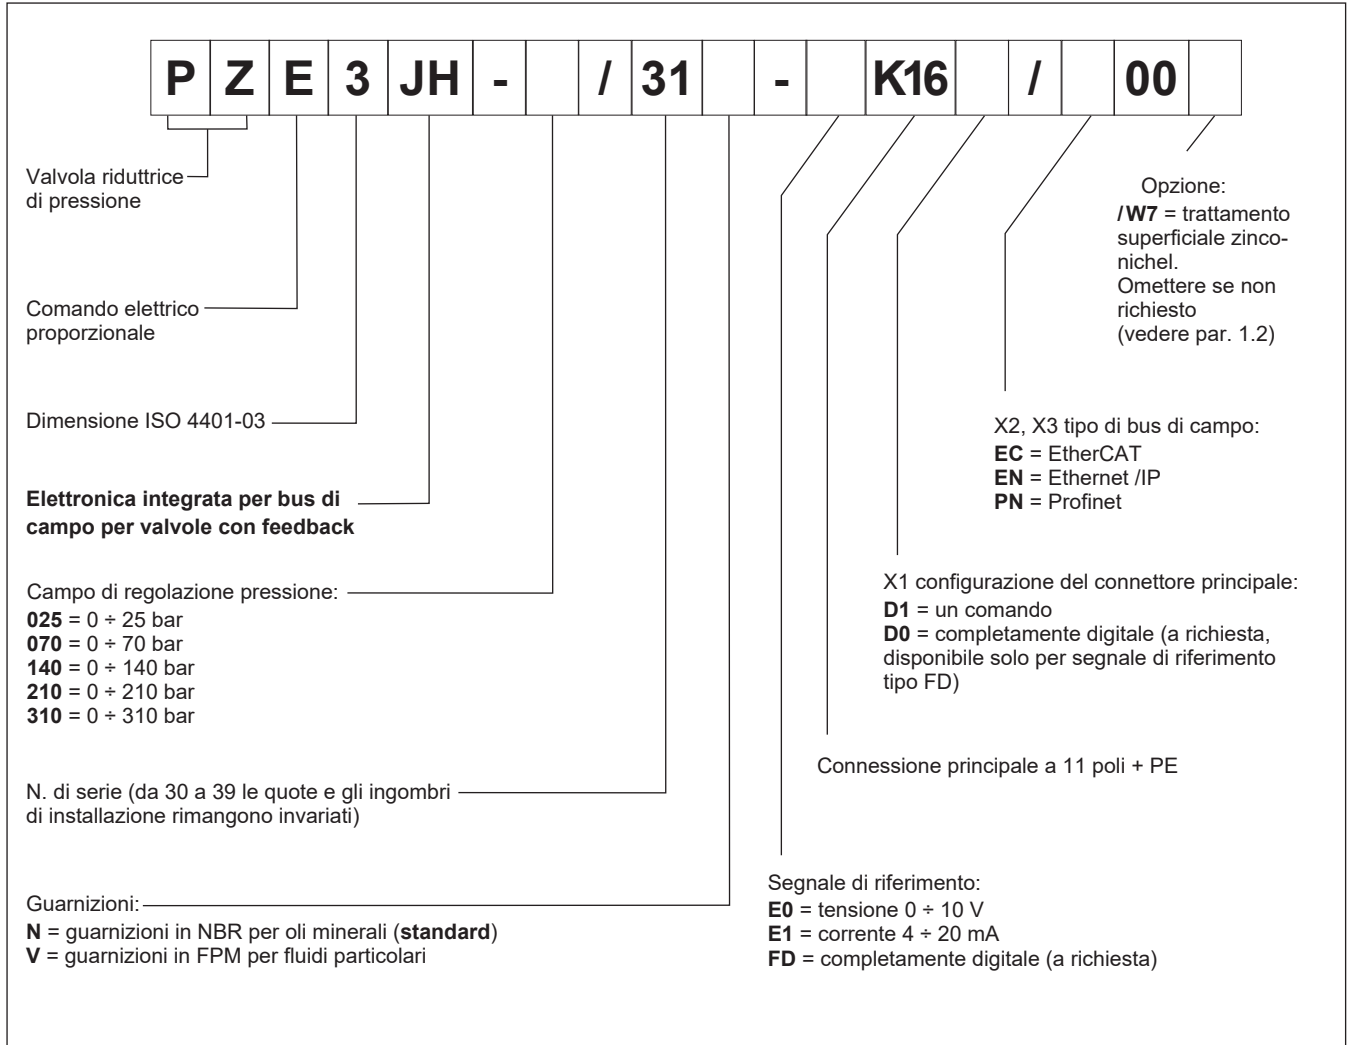 P Z E 3 JH - / 31 - K16 / 00
Valvola riduttrice
di pressione
Comando elettrico
proporzionale
Dimensione ISO 4401-03
Elettronica integrata per bus di
campo per valvole con feedback
Campo di regolazione pressione:
025 = 0 ÷ 25 bar
070 = 0 ÷ 70 bar
140 = 0 ÷ 140 bar
210 = 0 ÷ 210 bar
310 = 0 ÷ 310 bar
N. di serie (da 30 a 39 le quote e gli ingombri
di installazione rimangono invariati)
Guarnizioni:
N = guarnizioni in NBR per oli minerali (standard)
V = guarnizioni in FPM per fluidi particolari
Opzione:
/W7 = trattamento
superficiale zinco-
nichel.
Omettere se non
richiesto
(vedere par. 1.2)
X2, X3 tipo di bus di campo:
EC = EtherCAT
EN = Ethernet /IP
PN = Profinet
X1 configurazione del connettore principale:
D1 = un comando
D0 = completamente digitale (a richiesta,
disponibile solo per segnale di riferimento
tipo FD)
Connessione principale a 11 poli + PE
Segnale di riferimento:
E0 = tensione 0 ÷ 10 V
E1 = corrente 4 ÷ 20 mA
FD = completamente digitale (a richiesta)